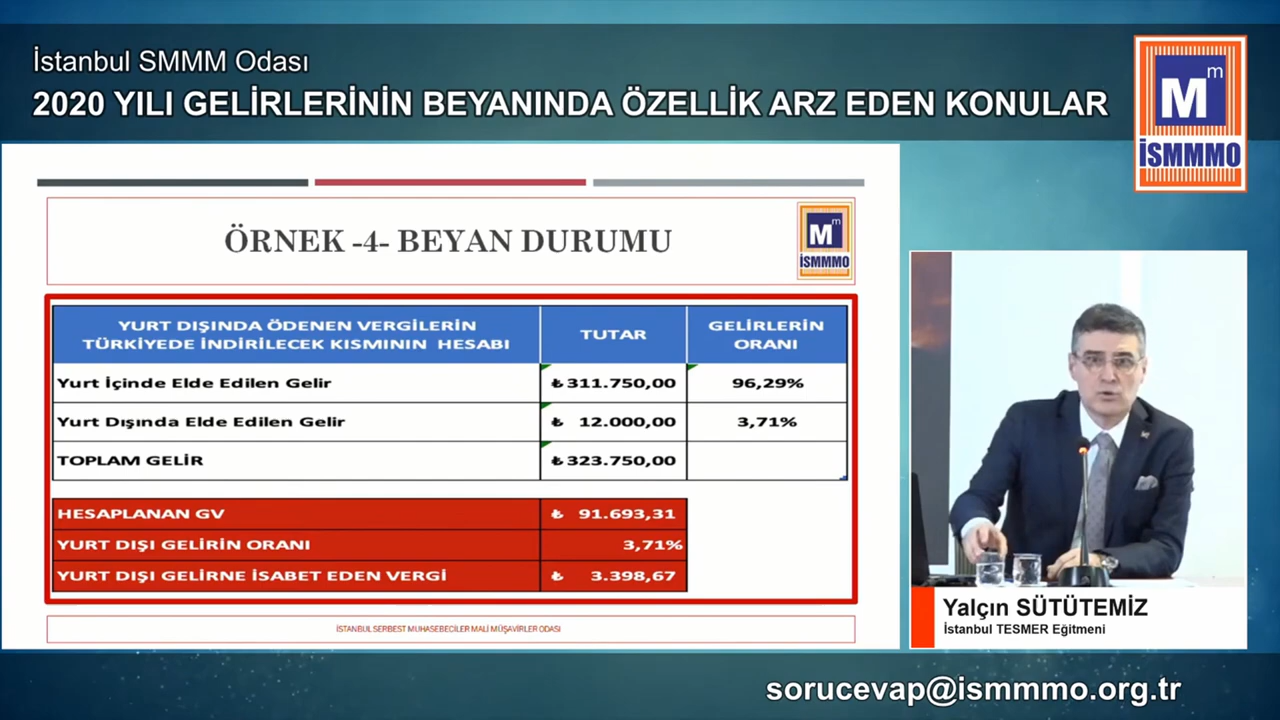 İstanbul SMMM Odası
2020 YILI GELİRLERİNİN BEYANINDA ÖZELLİK ARZ EDEN KONULAR
Mm
İSMMMO
ÖRNEK -4- BEYAN DURUMU
Mm
İSMMMO
YURT DIŞINDA ÖDENEN VERGİLERİN
TÜRKİYEDE İNDİRİLECEK KISMININ HESABI
TUTAR
GELİRLERİN
ORANI
Yurt İçinde Elde Edilen Gelir ₺ 311.750,00 96,29%
Yurt Dışında Elde Edilen Gelir ₺ 12.000,00 3,71%
TOPLAM GELİR ₺ 323.750,00
HESAPLANAN GV ₺ 91.693,31
YURT DIŞI GELİRİN ORANI 3,71%
YURT DIŞI GELİRNE İSABET EDEN VERGİ ₺ 3.398,67
İSTANBUL SERBEST MUHASEBECİLER MALİ MÜŞAVİRLER ODASI
Yalçın SÜTÜTEMİZ
İstanbul TESMER Eğitmeni
sorucevap@ismmmo.org.tr